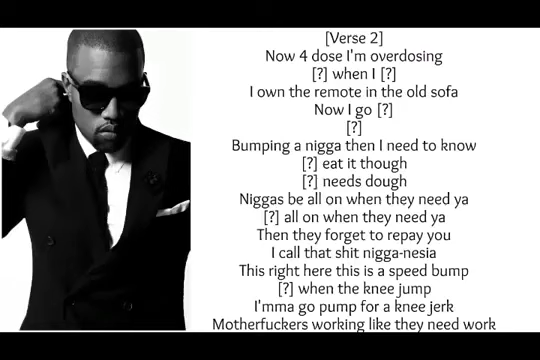 [Verse 2]
Now 4 dose I'm overdosing
[?] when I [?]
I own the remote in the old sofa
Now I go [?]
[?]
Bumping a nigga then I need to know
[?] eat it though
[?] needs dough
Niggas be all on when they need ya
[?] all on when they need ya
Then they forget to repay you
I call that shit nigga-nesia
This right here this is a speed bump
[?] when the knee jump
I'mma go pump for a knee jerk
Motherfuckers working like they need work